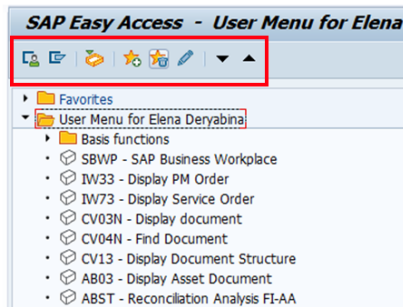 SAP Easy Access - User Menu for Elena
Favorites
User Menu for Elena Deryabina
Basis functions
SBWP - SAP Business Workplace
IW33 - Display PM Order
IW73 - Display Service Order
CV03N - Display document
CV04N - Find Document
CV13 - Display Document Structure
AB03 - Display Asset Document
ABST - Reconciliation Analysis FI-AA